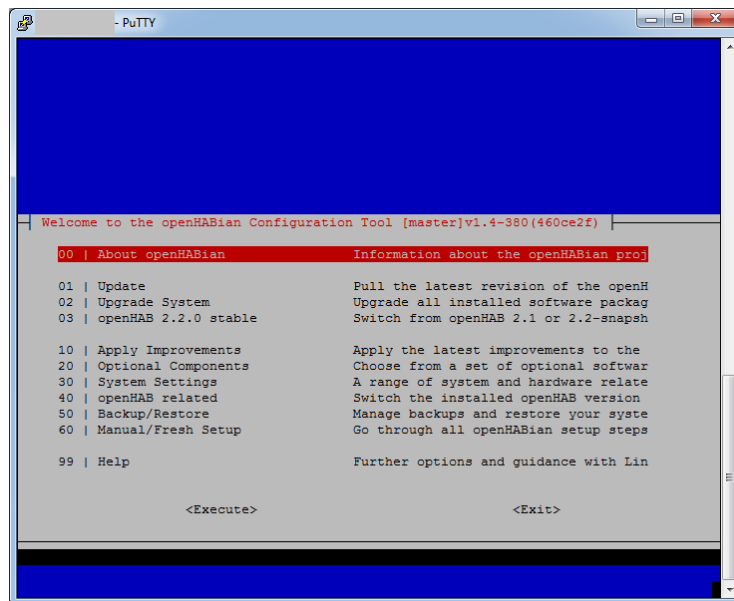 - PuTTY
Welcome to the openHABian Configuration Tool [master]v1.4-380(460ce2f)
00 | About openHABian Information about the openHABian proj
01 | Update Pull the latest revision of the openH
02 | Upgrade System Upgrade all installed software packag
03 | openHAB 2.2.0 stable Switch from openHAB 2.1 or 2.2-snapsh
10 | Apply Improvements Apply the latest improvements to the
20 | Optional Components Choose from a set of optional softwar
30 | System Settings A range of system and hardware relate
40 | openHAB related Switch the installed openHAB version
50 | Backup/Restore Manage backups and restore your syste
60 | Manual/Fresh Setup Go through all openHABian setup steps
99 | Help Further options and guidance with Lin
<Execute> <Exit>